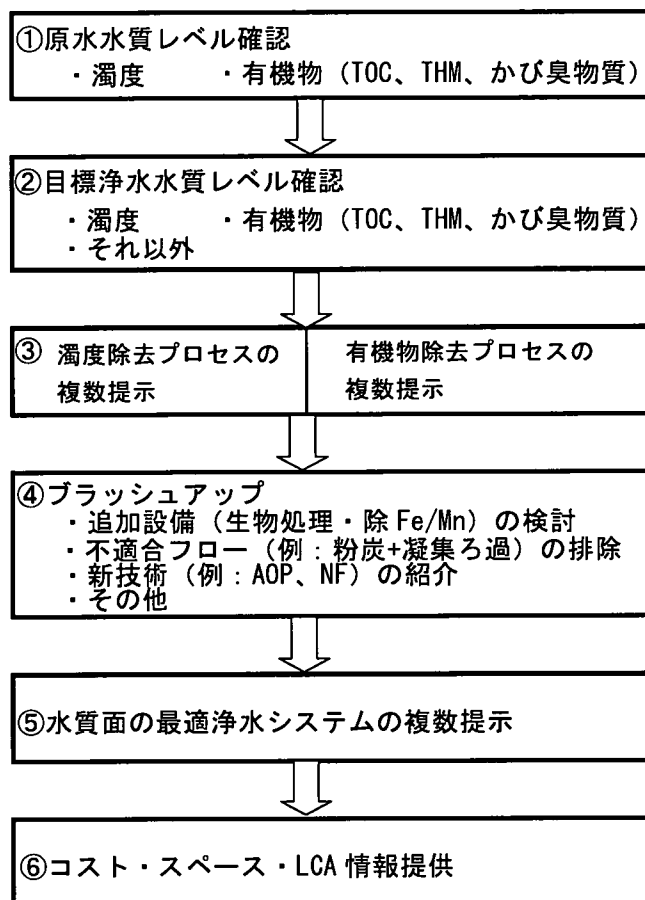 ①原水水質レベル確認
・濁度　・有機物（TOC、THM、かび臭物質）
②目標浄水水質レベル確認
・濁度　・有機物（TOC、THM、かび臭物質）
・それ以外
③ 濁度除去プロセスの
複数提示
有機物除去プロセスの
複数提示
④ブラッシュアップ
・追加設備（生物処理・除 Fe/Mn）の検討
・不適合フロー（例：粉炭+凝集ろ過）の排除
・新技術（例：AOP、NF）の紹介
・その他
⑤水質面の最適浄水システムの複数提示
⑥コスト・スペース・LCA 情報提供